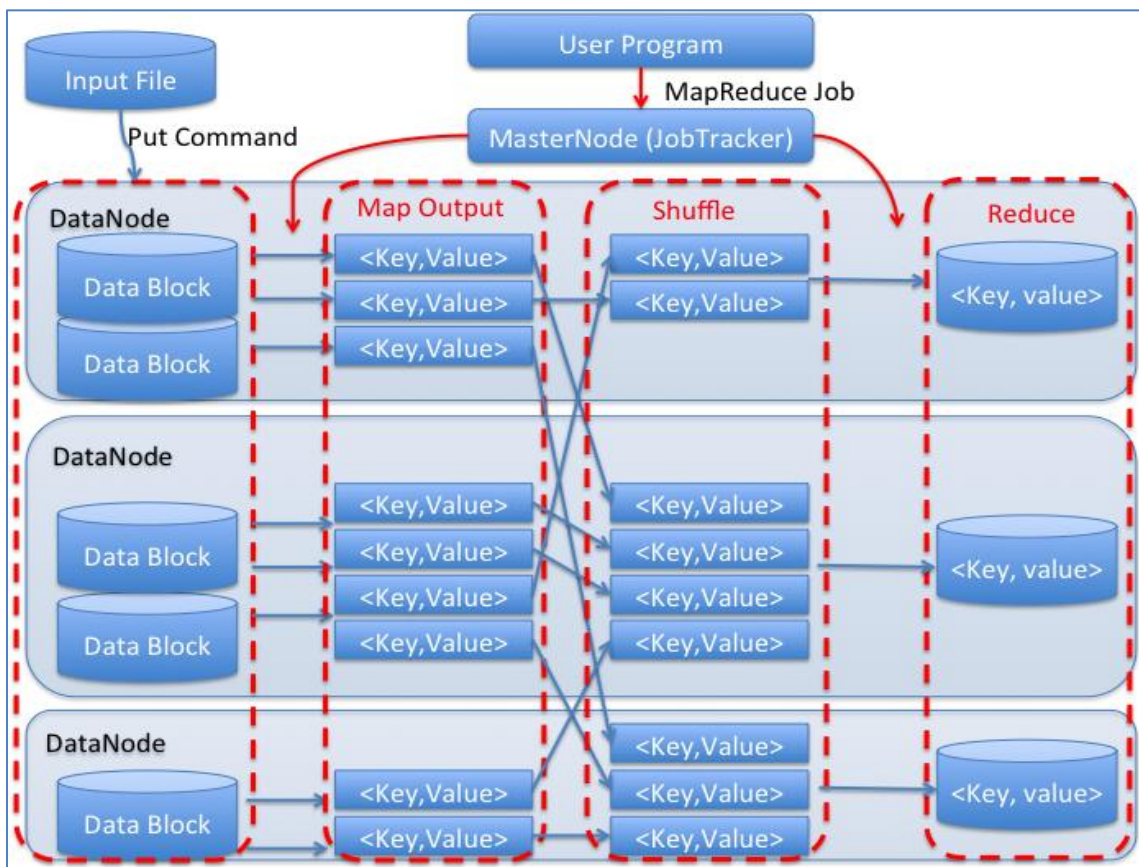 User Program
Input File
MapReduce Job
Put Command
MasterNode (JobTracker)
DataNode
Map Output
Shuffle
Reduce
Data Block
Data Block
<Key,Value>
<Key,Value>
<Key,Value>
<Key,Value>
<Key,Value>
<Key, value>
DataNode
Data Block
Data Block
<Key,Value>
<Key,Value>
<Key,Value>
<Key,Value>
<Key,Value>
<Key,Value>
<Key,Value>
<Key,Value>
<Key, value>
DataNode
Data Block
<Key,Value>
<Key,Value>
<Key,Value>
<Key,Value>
<Key,Value>
<Key, value>